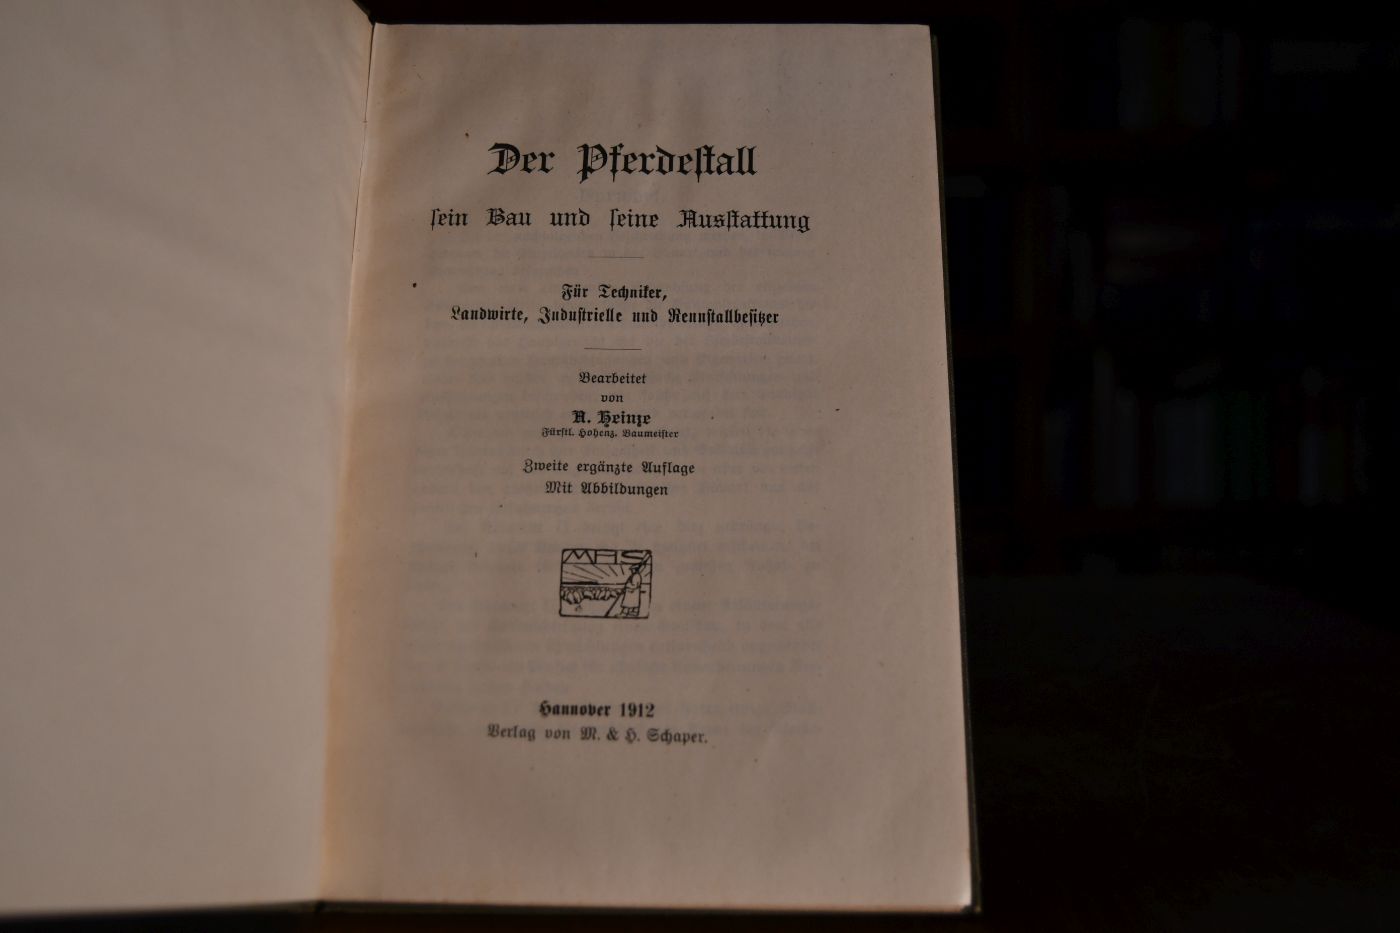 Der Pferdestall
sein Bau und seine Ausstattung
Für Techniker,
Landwirte, Industrielle und Rennstallbesitzer
Bearbeitet
von
A. Heinze
Fürstl. Hohenz. Baumeister
Zweite ergänzte Auflage
Mit Abbildungen
MHS
Hannover 1912
Verlag von M. & H. Schaper.